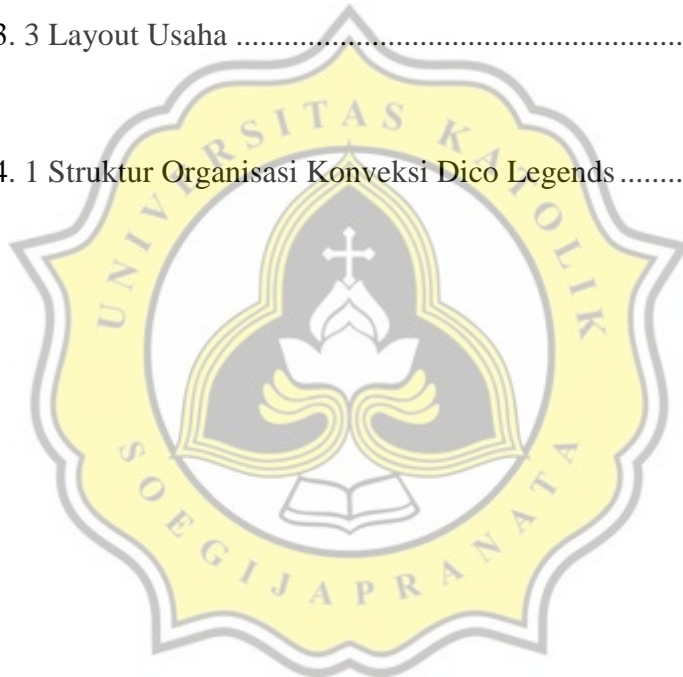 3. 3 Layout Usaha ................................................
4. 1 Struktur Organisasi Konveksi Dico Legends .........
UNIVERSITAS KATOLIK
SOEGIJAPRANATA